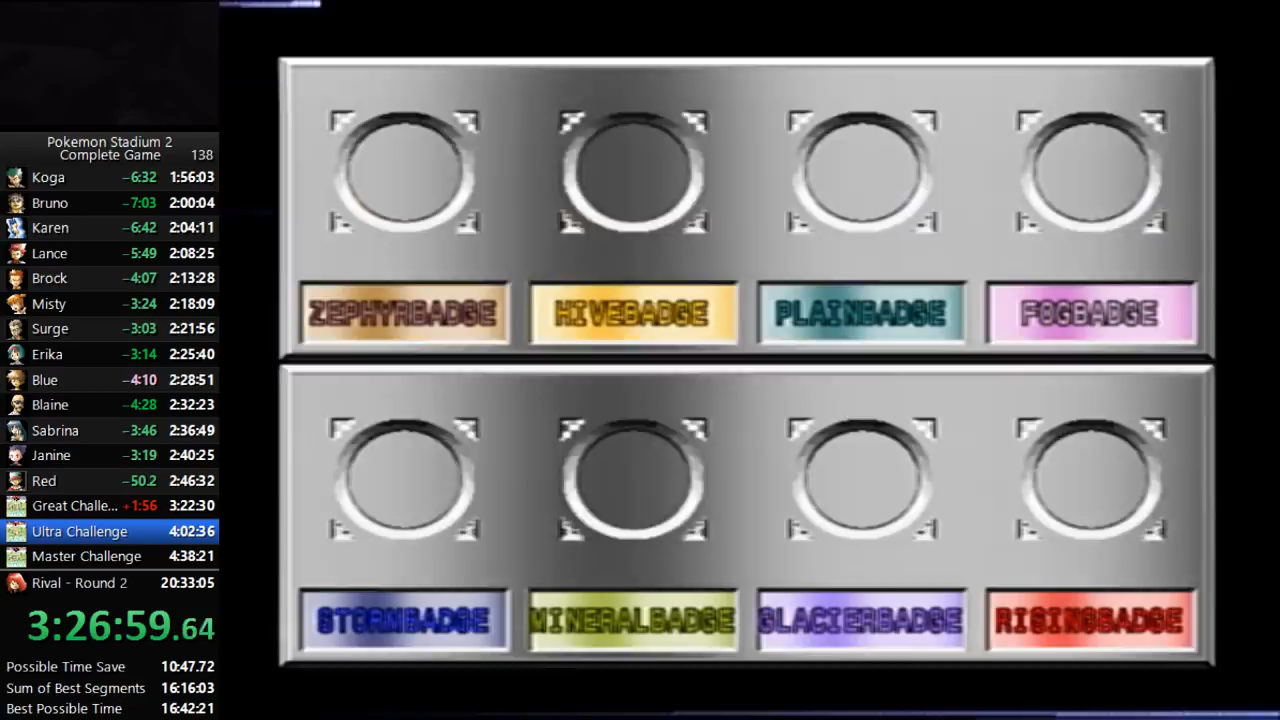 Pokemon Stadium 2
Complete Game 138
Koga -6:32 1:56:03
Bruno -7:03 2:00:04
Karen -6:42 2:04:11
Lance -5:49 2:08:25
Brock -4:07 2:13:28
Misty -3:24 2:18:09
Surge -3:03 2:21:56
Erika -3:14 2:25:40
Blue -4:10 2:28:51
Blaine -4:28 2:32:23
Sabrina -3:46 2:36:49
Janine -3:19 2:40:25
Red -50.2 2:46:32
Great Challe... +1:56 3:22:30
Ultra Challenge 4:02:36
Master Challenge 4:38:21
Rival - Round 2 20:33:05
3:26:59.64
Possible Time Save 10:47.72
Sum of Best Segments 16:16:03
Best Possible Time 16:42:21
ZEPHYRBADGE HIVEBADGE PLAINBADGE FOGBADGE
STORMBADGE MINERALBADGE GLACIERBADGE RISINGBADGE